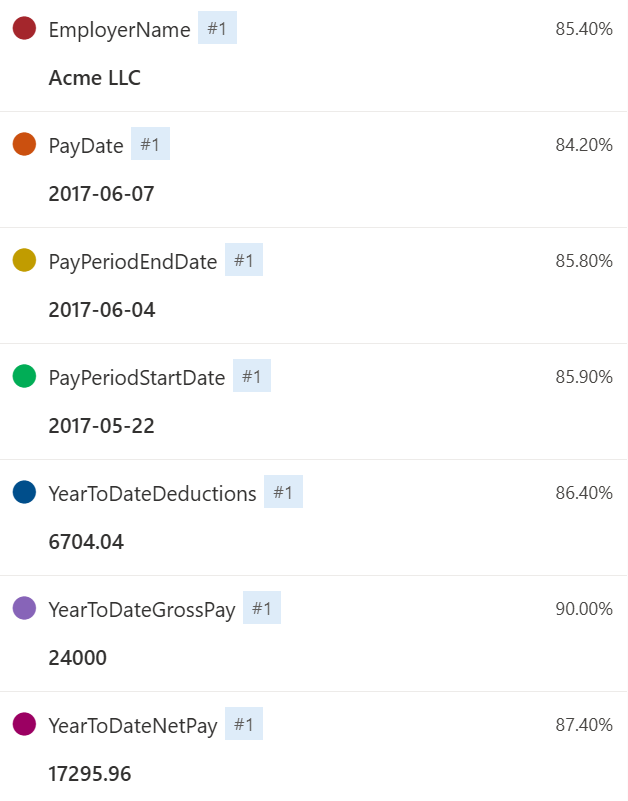 EmployerName #1 85.40%
Acme LLC
PayDate #1 84.20%
2017-06-07
PayPeriodEndDate #1 85.80%
2017-06-04
PayPeriodStartDate #1 85.90%
2017-05-22
YearToDateDeductions #1 86.40%
6704.04
YearToDateGrossPay #1 90.00%
24000
YearToDateNetPay #1 87.40%
17295.96